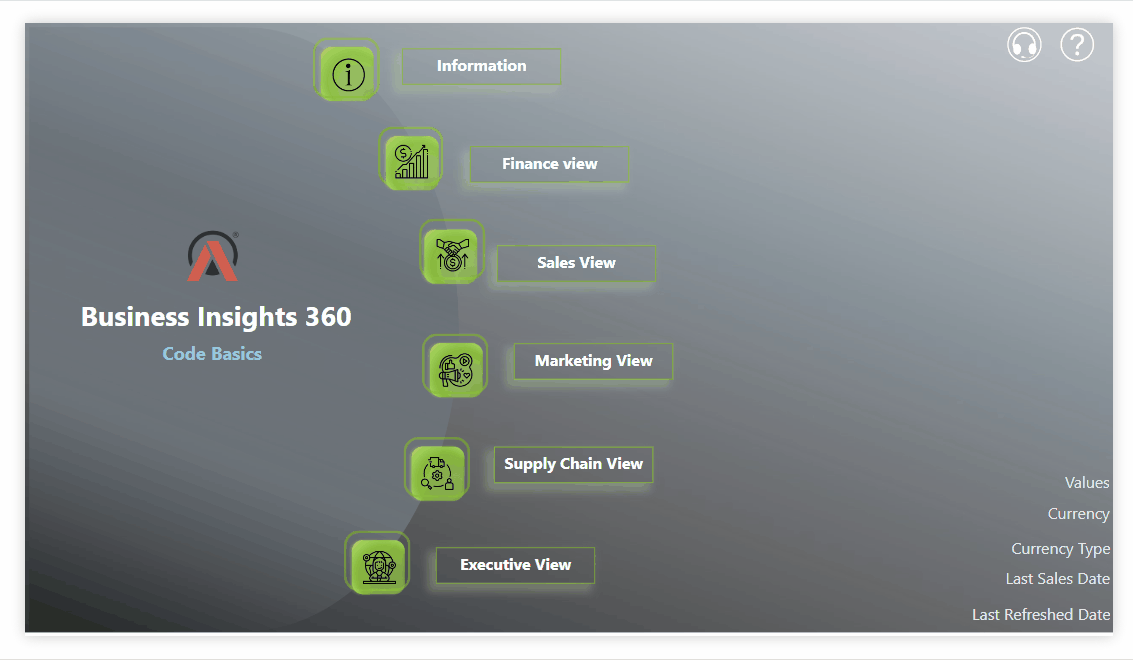 Information
Finance view
Sales View
Business Insights 360
Code Basics
Marketing View
Supply Chain View
Values
Currency
Currency Type
Executive View
Last Sales Date
Last Refreshed Date